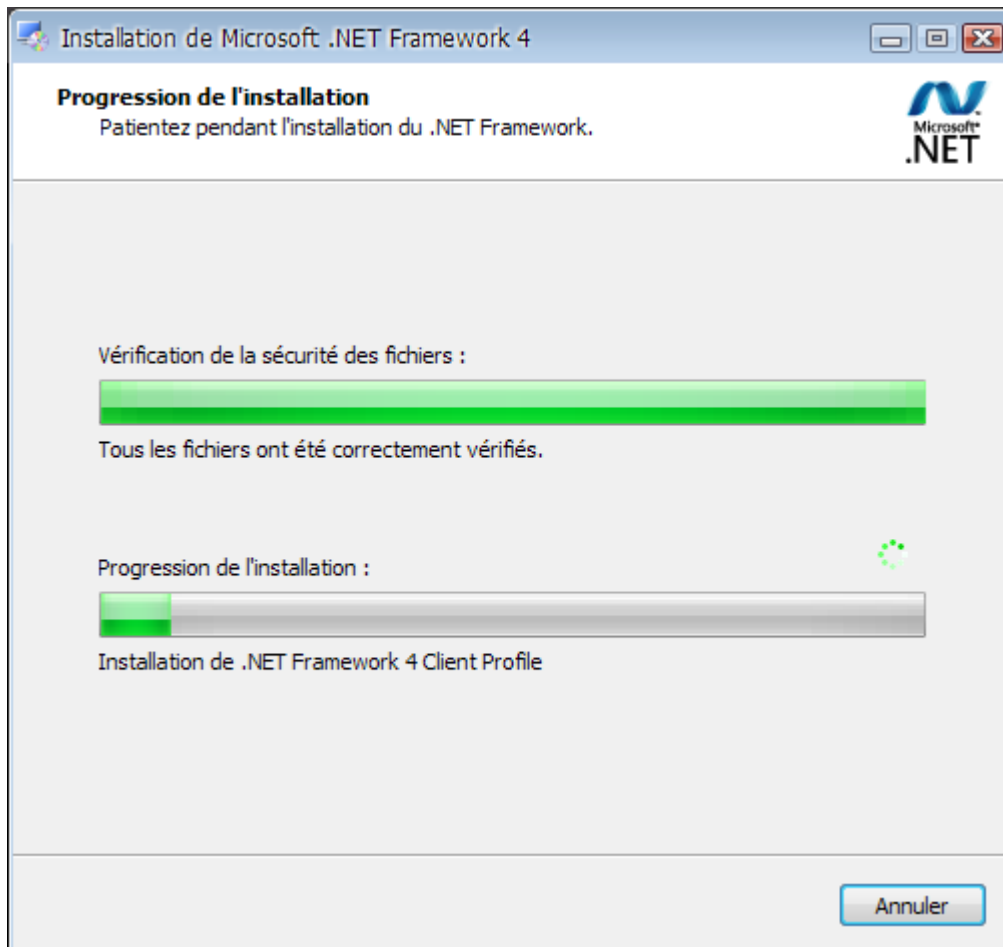 Installation de Microsoft .NET Framework 4
Progression de l'installation
Patientez pendant l'installation du .NET Framework.
Microsoft®
.NET
Vérification de la sécurité des fichiers :
Tous les fichiers ont été correctement vérifiés.
Progression de l'installation :
Installation de .NET Framework 4 Client Profile
Annuler